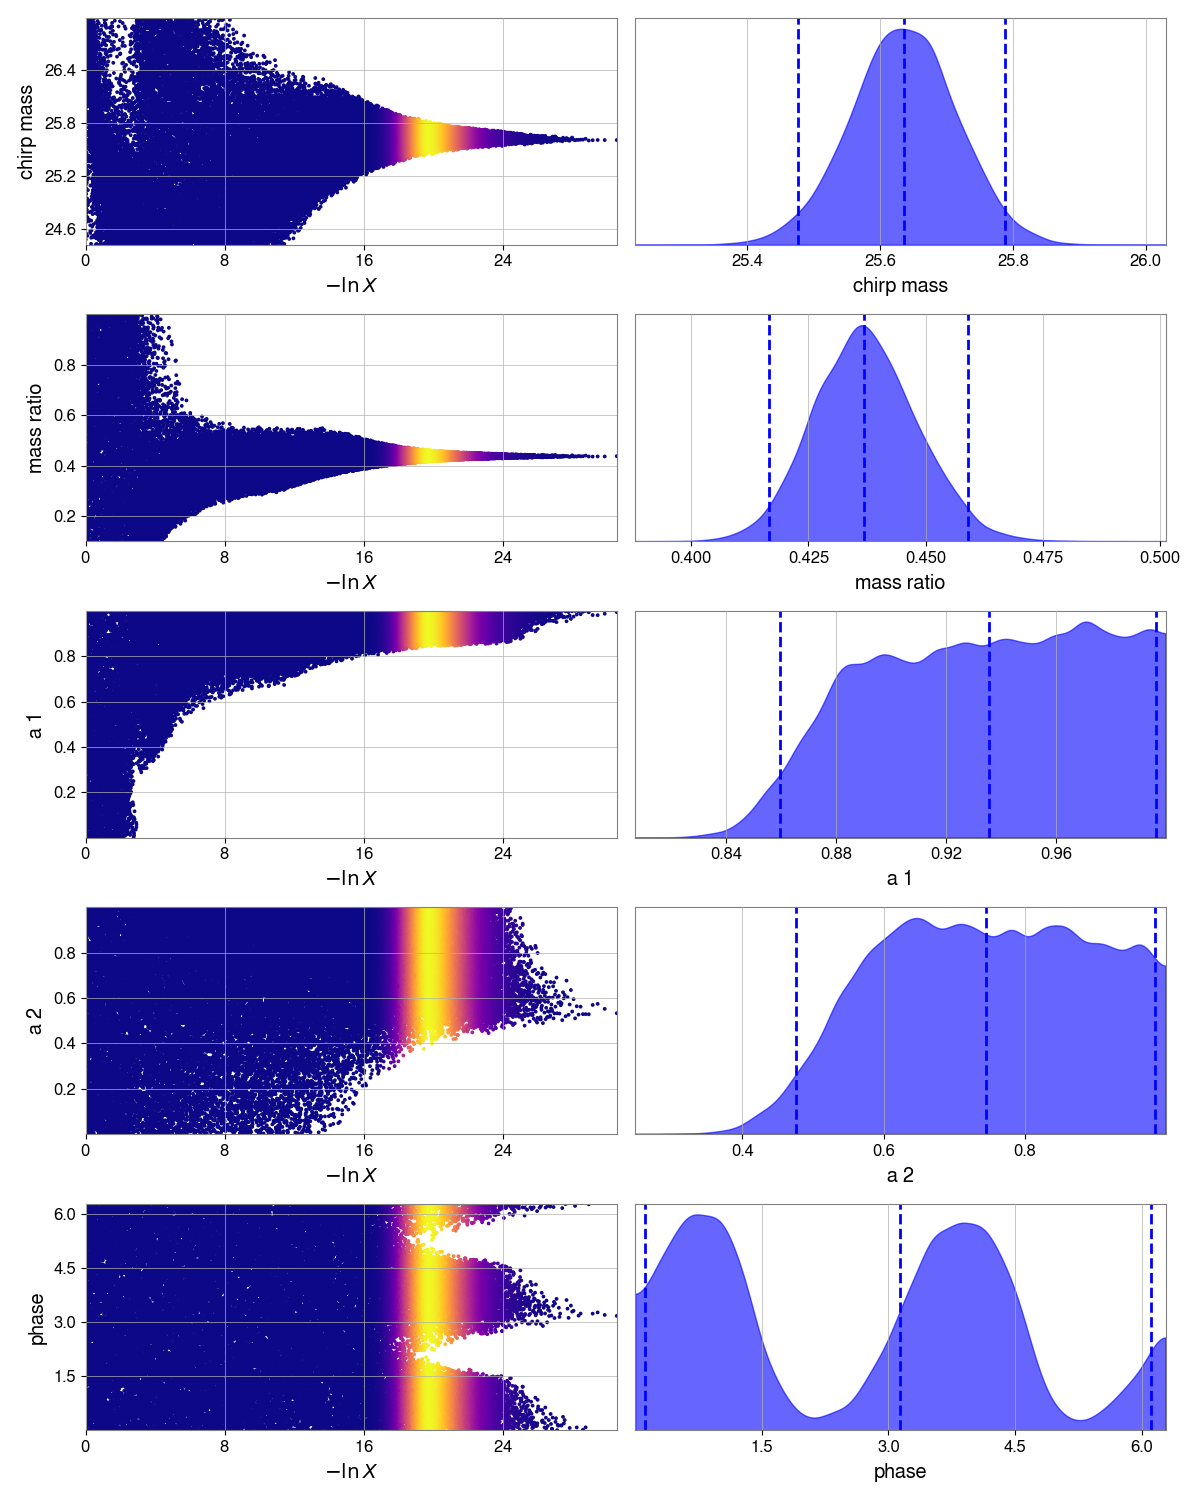 chirp mass
26.4
25.8
25.2
24.6
0 8 16 24
−ln X
25.4 25.6 25.8 26.0
chirp mass
mass ratio
0.8
0.6
0.4
0.2
0 8 16 24
−ln X
0.400 0.425 0.450 0.475 0.500
mass ratio
a 1
0.8
0.6
0.4
0.2
0 8 16 24
−ln X
0.84 0.88 0.92 0.96
a 1
a 2
0.8
0.6
0.4
0.2
0 8 16 24
−ln X
0.4 0.6 0.8
a 2
phase
6.0
4.5
3.0
1.5
0 8 16 24
−ln X
1.5 3.0 4.5 6.0
phase